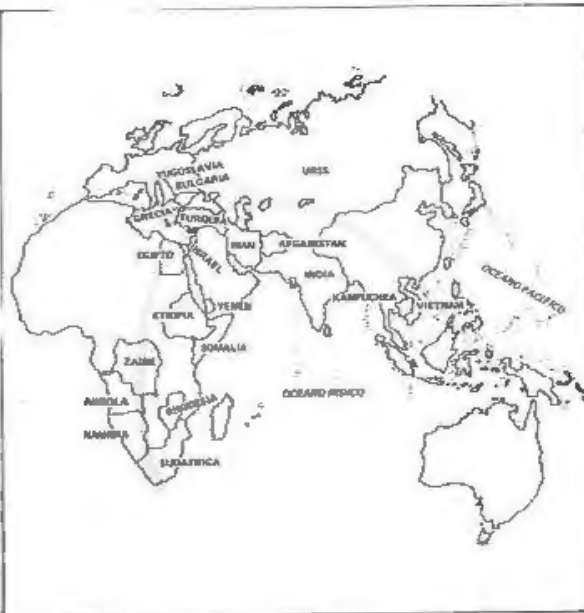 YUGOSLAVIA
BULGARIA
URSS
GRECIA
TURQUIA
EGIPTO
ISRAEL
IRAN
AFGANISTAN
INDIA
KAMPUCHEA
VIETNAM
OCEANO PACIFICO
YEMEN
ETIOPIA
SOMALIA
ZAIRE
ANGOLA
RHODESIA
OCEANO INDICO
NAMIBIA
SUDAFRICA